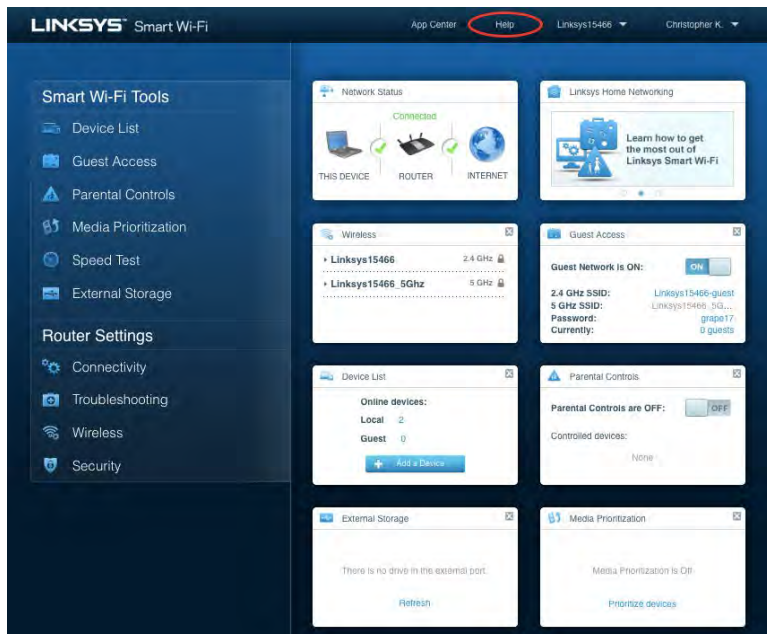 LINKSYS Smart Wi-Fi
App Center Help Linksys15466 Christopher K.
Smart Wi-Fi Tools
Device List
Guest Access
Parental Controls
Media Prioritization
Speed Test
External Storage
Router Settings
Connectivity
Troubleshooting
Wireless
Security
Network Status
Connected
THIS DEVICE ROUTER INTERNET
Linksys Home Networking
Learn how to get
the most out of
Linksys Smart Wi-Fi
Wireless
Linksys15466 2.4 GHz
Linksys15466_5Ghz 5 GHz
Guest Access
Guest Network is ON: ON
2.4 GHz SSID: Linksys15466-guest
5 GHz SSID: Linksys15466_5G...
Password: grape17
Currently: 0 guests
Device List
Online devices:
Local 2
Guest 0
Add a Device
Parental Controls
Parental Controls are OFF: OFF
Controlled devices:
None
External Storage
There is no drive in the external port.
Refresh
Media Prioritization
Media Prioritization is Off
Prioritize devices